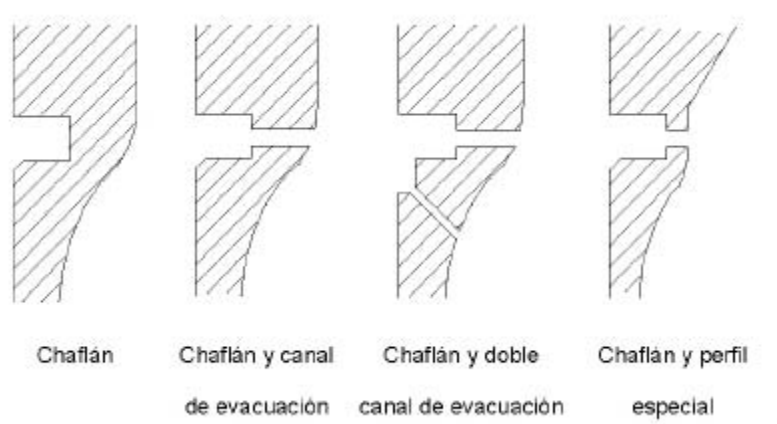 Chaflán
Chaflán y canal
de evacuación
Chaflán y doble
canal de evacuación
Chaflán y perfil
especial